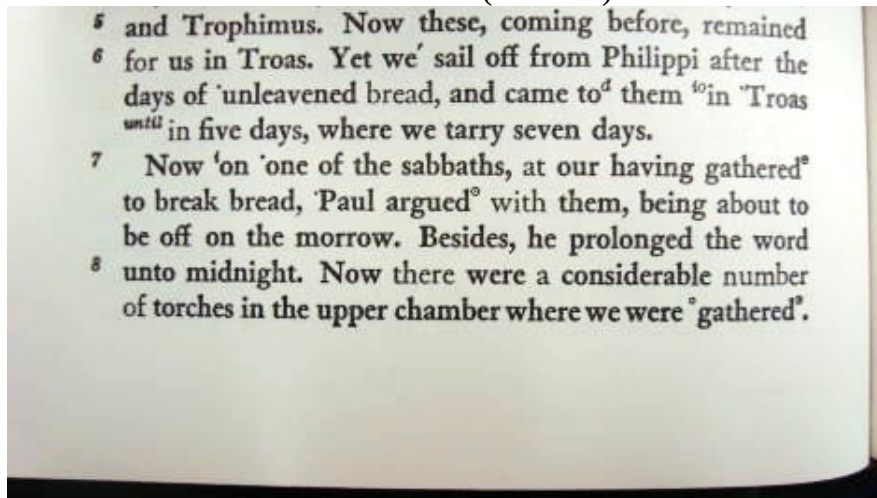 5 and Trophimus. Now these, coming before, remained
6 for us in Troas. Yet we′ sail off from Philippi after the
days of ˙unleavened bread, and came toᵈ them ᵗᵒin ˙Troas
ᵘⁿᵗⁱˡ in five days, where we tarry seven days.
7 Now ˈon ˙one of the sabbaths, at our having gathered°
to break bread, ˙Paul argued° with them, being about to
be off on the morrow. Besides, he prolonged the word
8 unto midnight. Now there were a considerable number
of torches in the upper chamber where we were °gathered°.